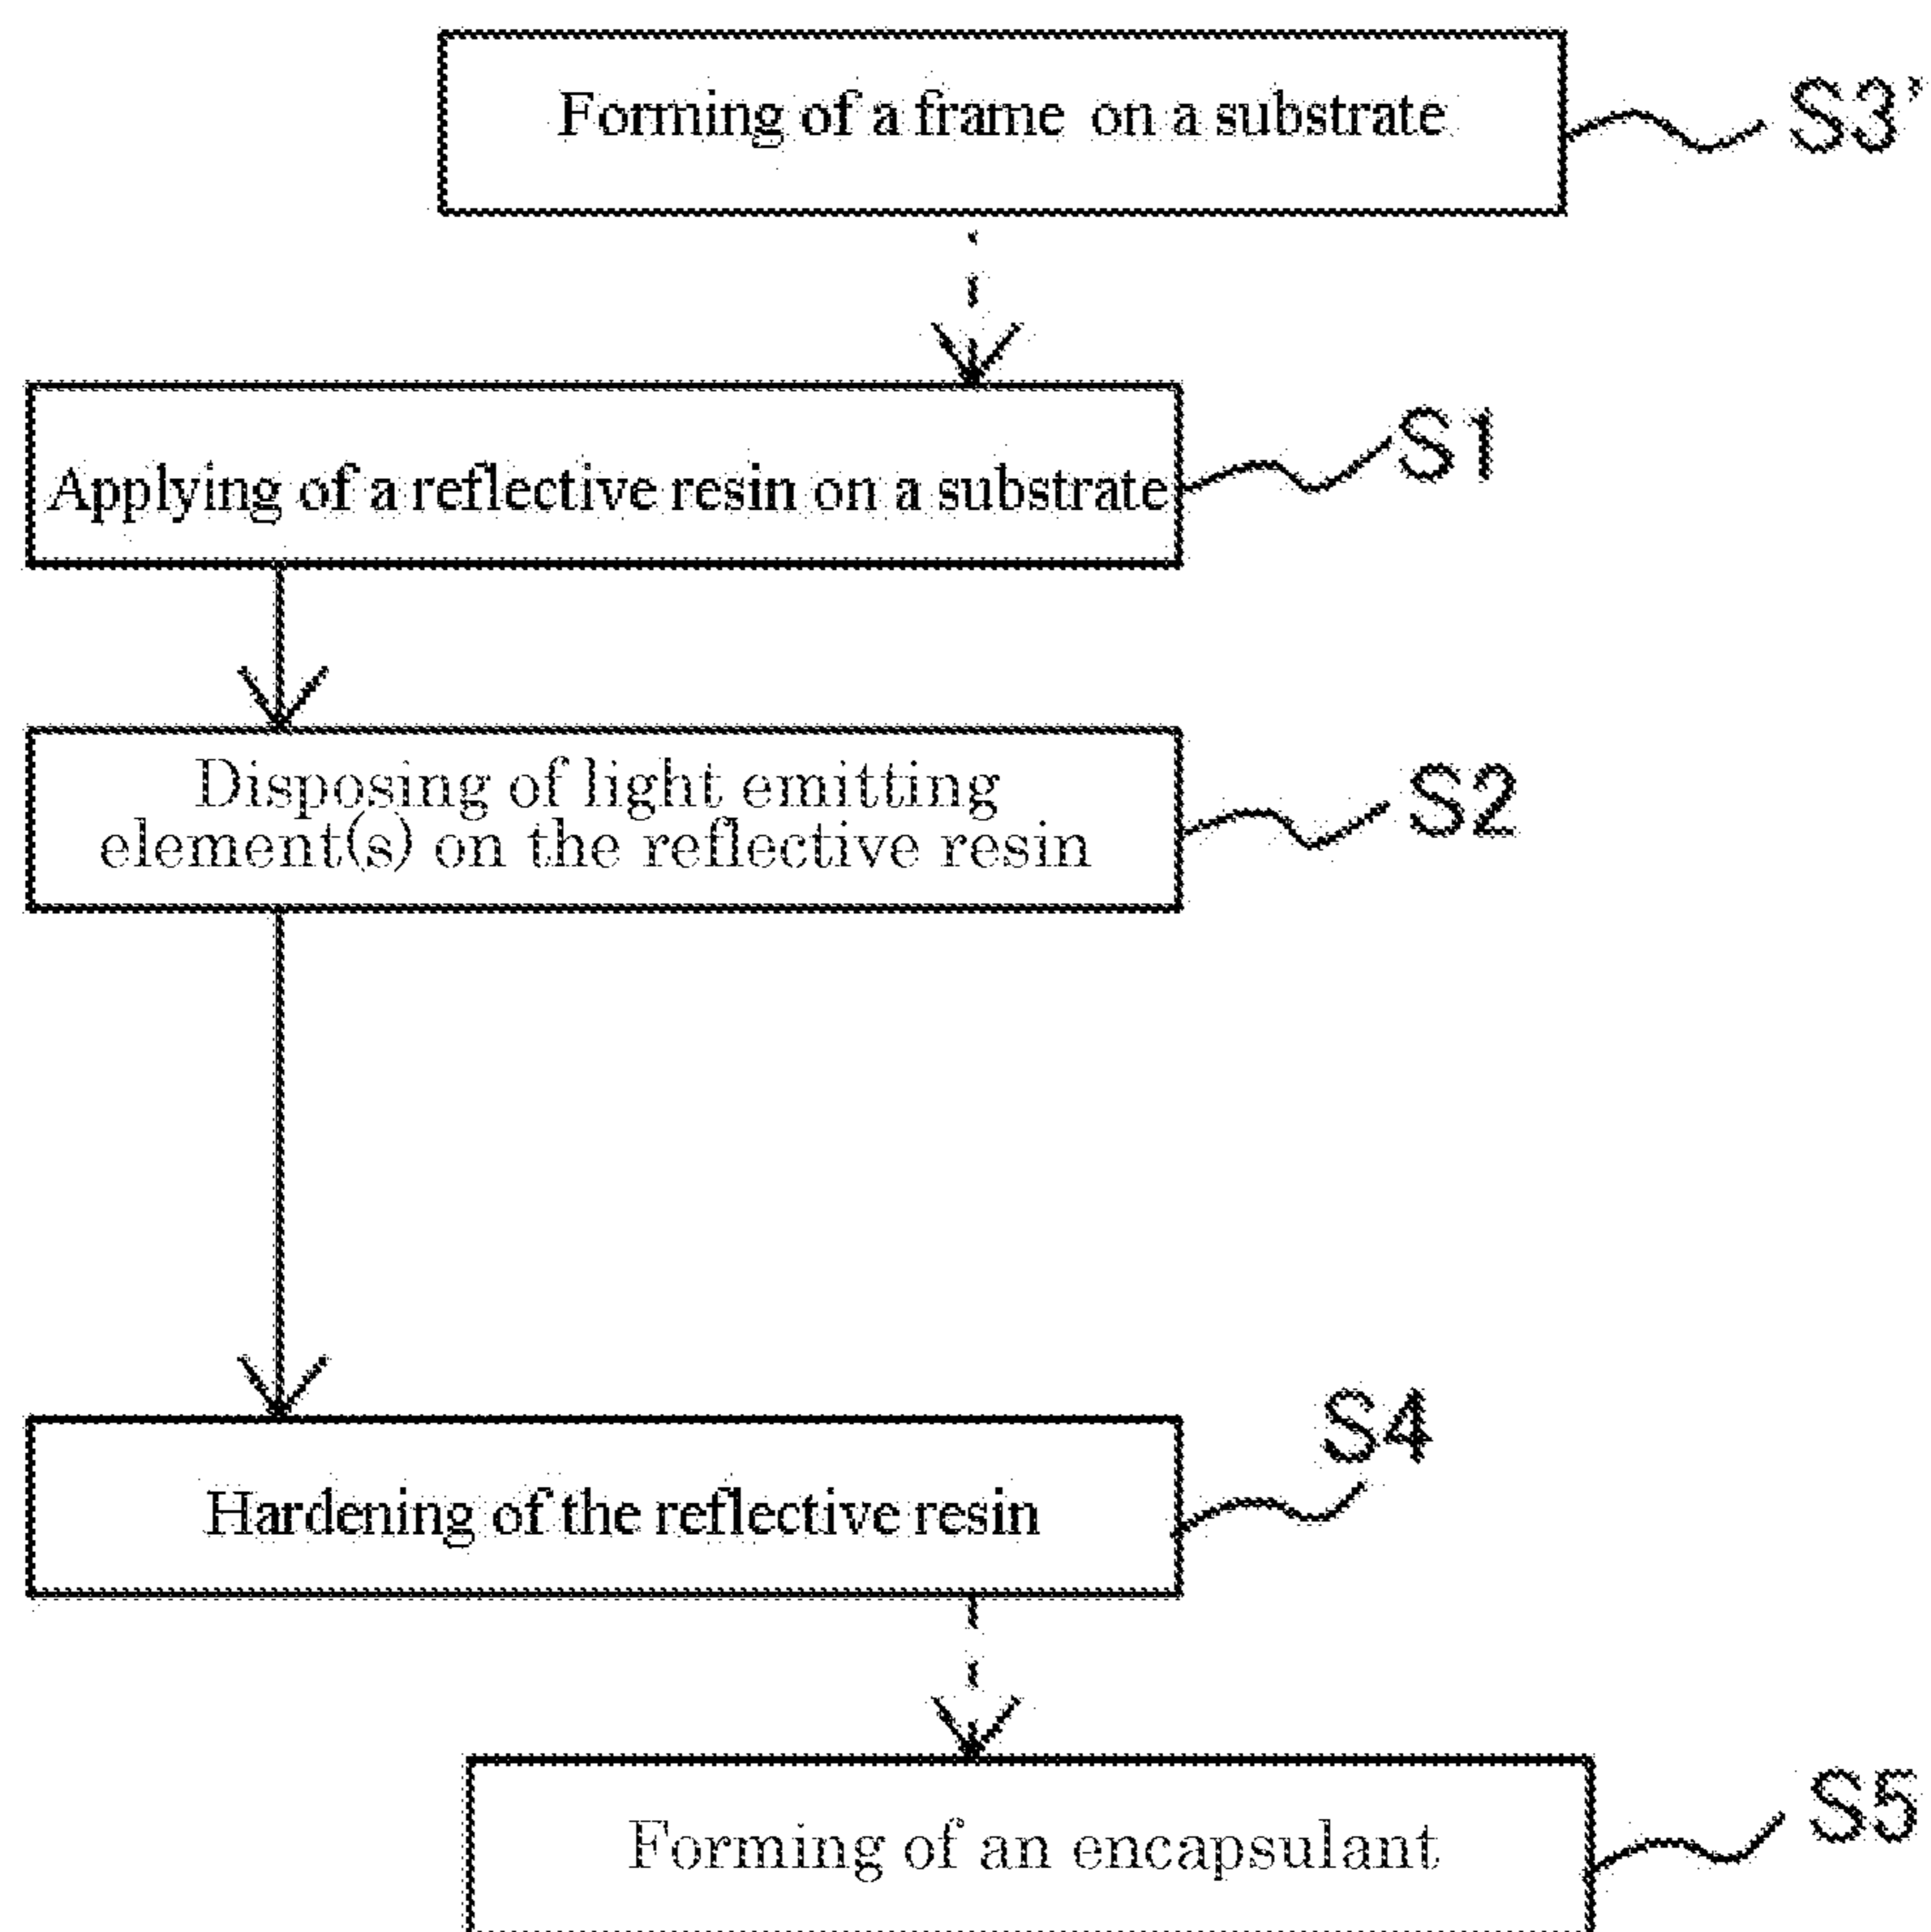 Forming of a frame on a substrate
S3'
Applying of a reflective resin on a substrate
S1
Disposing of light emitting
element(s) on the reflective resin
S2
Hardening of the reflective resin
S4
Forming of an encapsulant
S5